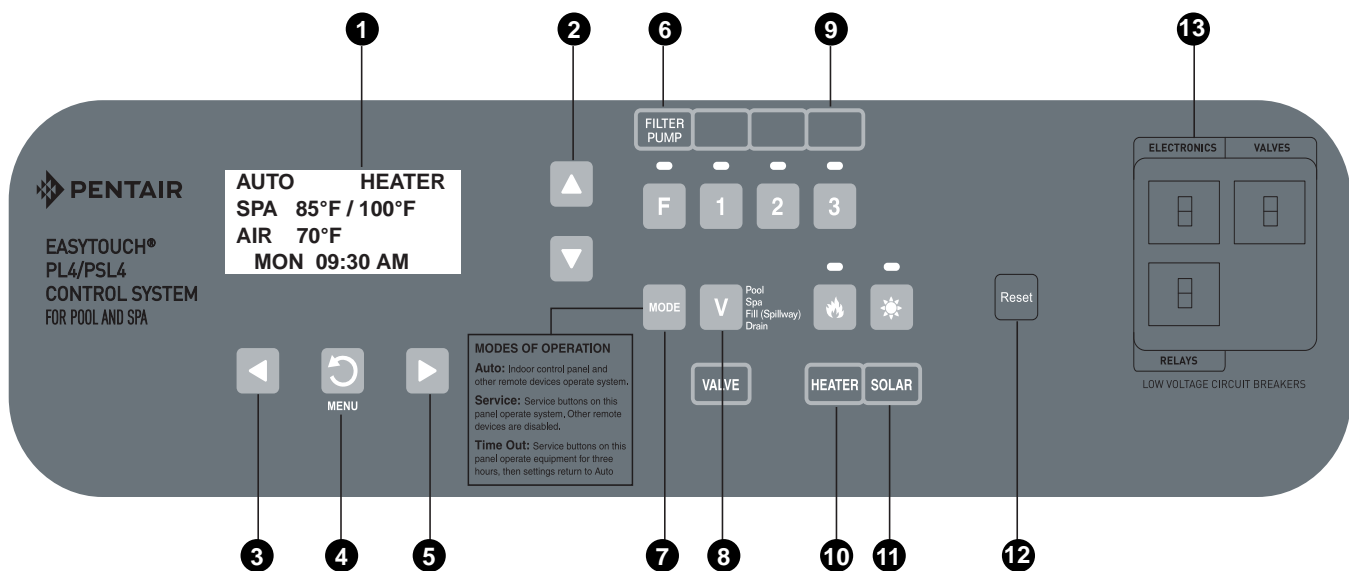 1 2 6 9 13
FILTER
PUMP
ELECTRONICS VALVES
PENTAIR
EASYTOUCH®
PL4/PSL4
CONTROL SYSTEM
FOR POOL AND SPA
AUTO HEATER
SPA 85°F / 100°F
AIR 70°F
MON 09:30 AM
F 1 2 3
MODE
V
Pool
Spa
Fill (Spillway)
Drain
Reset
MODES OF OPERATION
Auto: Indoor control panel and
other remote devices operate system.
Service: Service buttons on this
panel operate system, Other remote
devices are disabled.
Time Out: Service buttons on this
panel operate equipment for three
hours, then settings return to Auto
MENU
VALVE
HEATER SOLAR
RELAYS
LOW VOLTAGE CIRCUIT BREAKERS
3 4 5 7 8 10 11 12